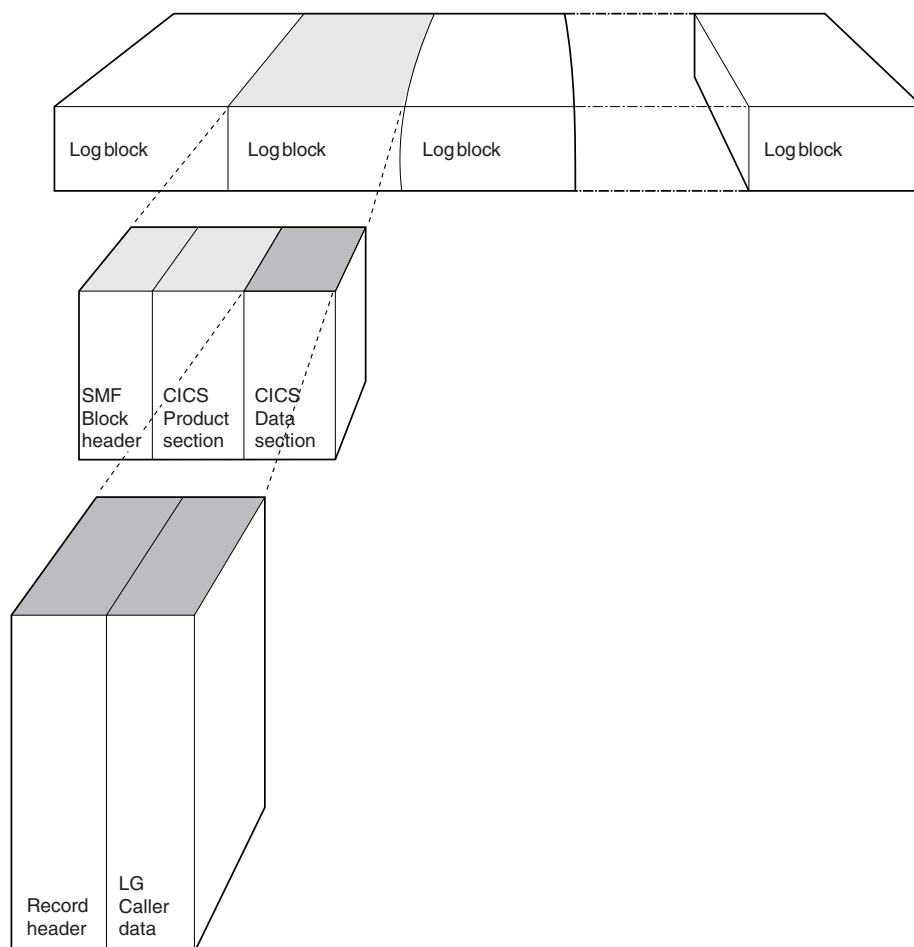 Log block
Log block
Log block
Log block
SMF
Block
header
CICS
Product
section
CICS
Data
section
Record
header
LG
Caller
data